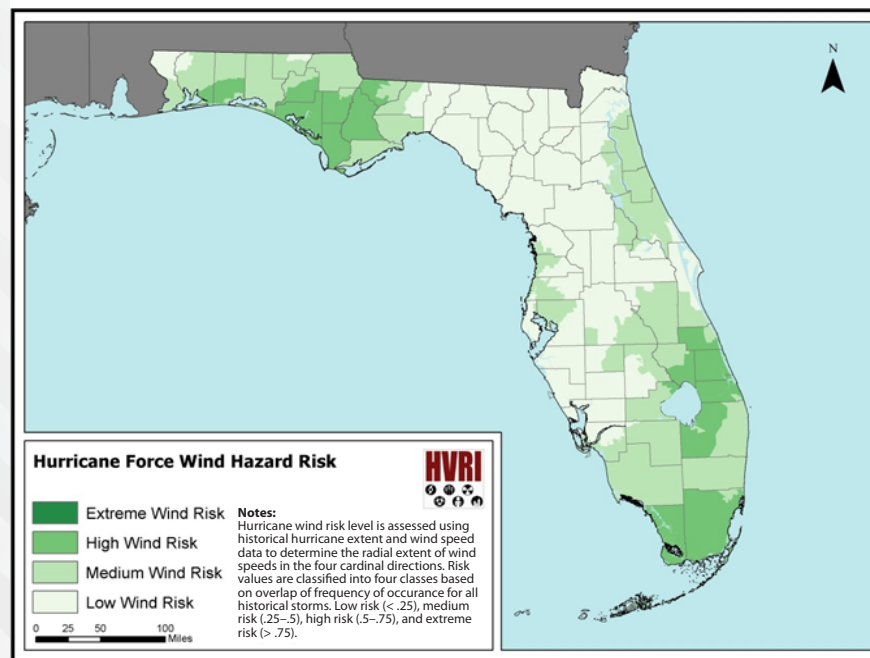 N
Hurricane Force Wind Hazard Risk
HVRI
Extreme Wind Risk
High Wind Risk
Medium Wind Risk
Low Wind Risk
0 25 50 100
Miles
Notes:
Hurricane wind risk level is assessed using
historical hurricane extent and wind speed
data to determine the radial extent of wind
speeds in the four cardinal directions. Risk
values are classified into four classes based
on overlap of frequency of occurance for all
historical storms. Low risk (< .25), medium
risk (.25–.5), high risk (.5–.75), and extreme
risk (> .75).